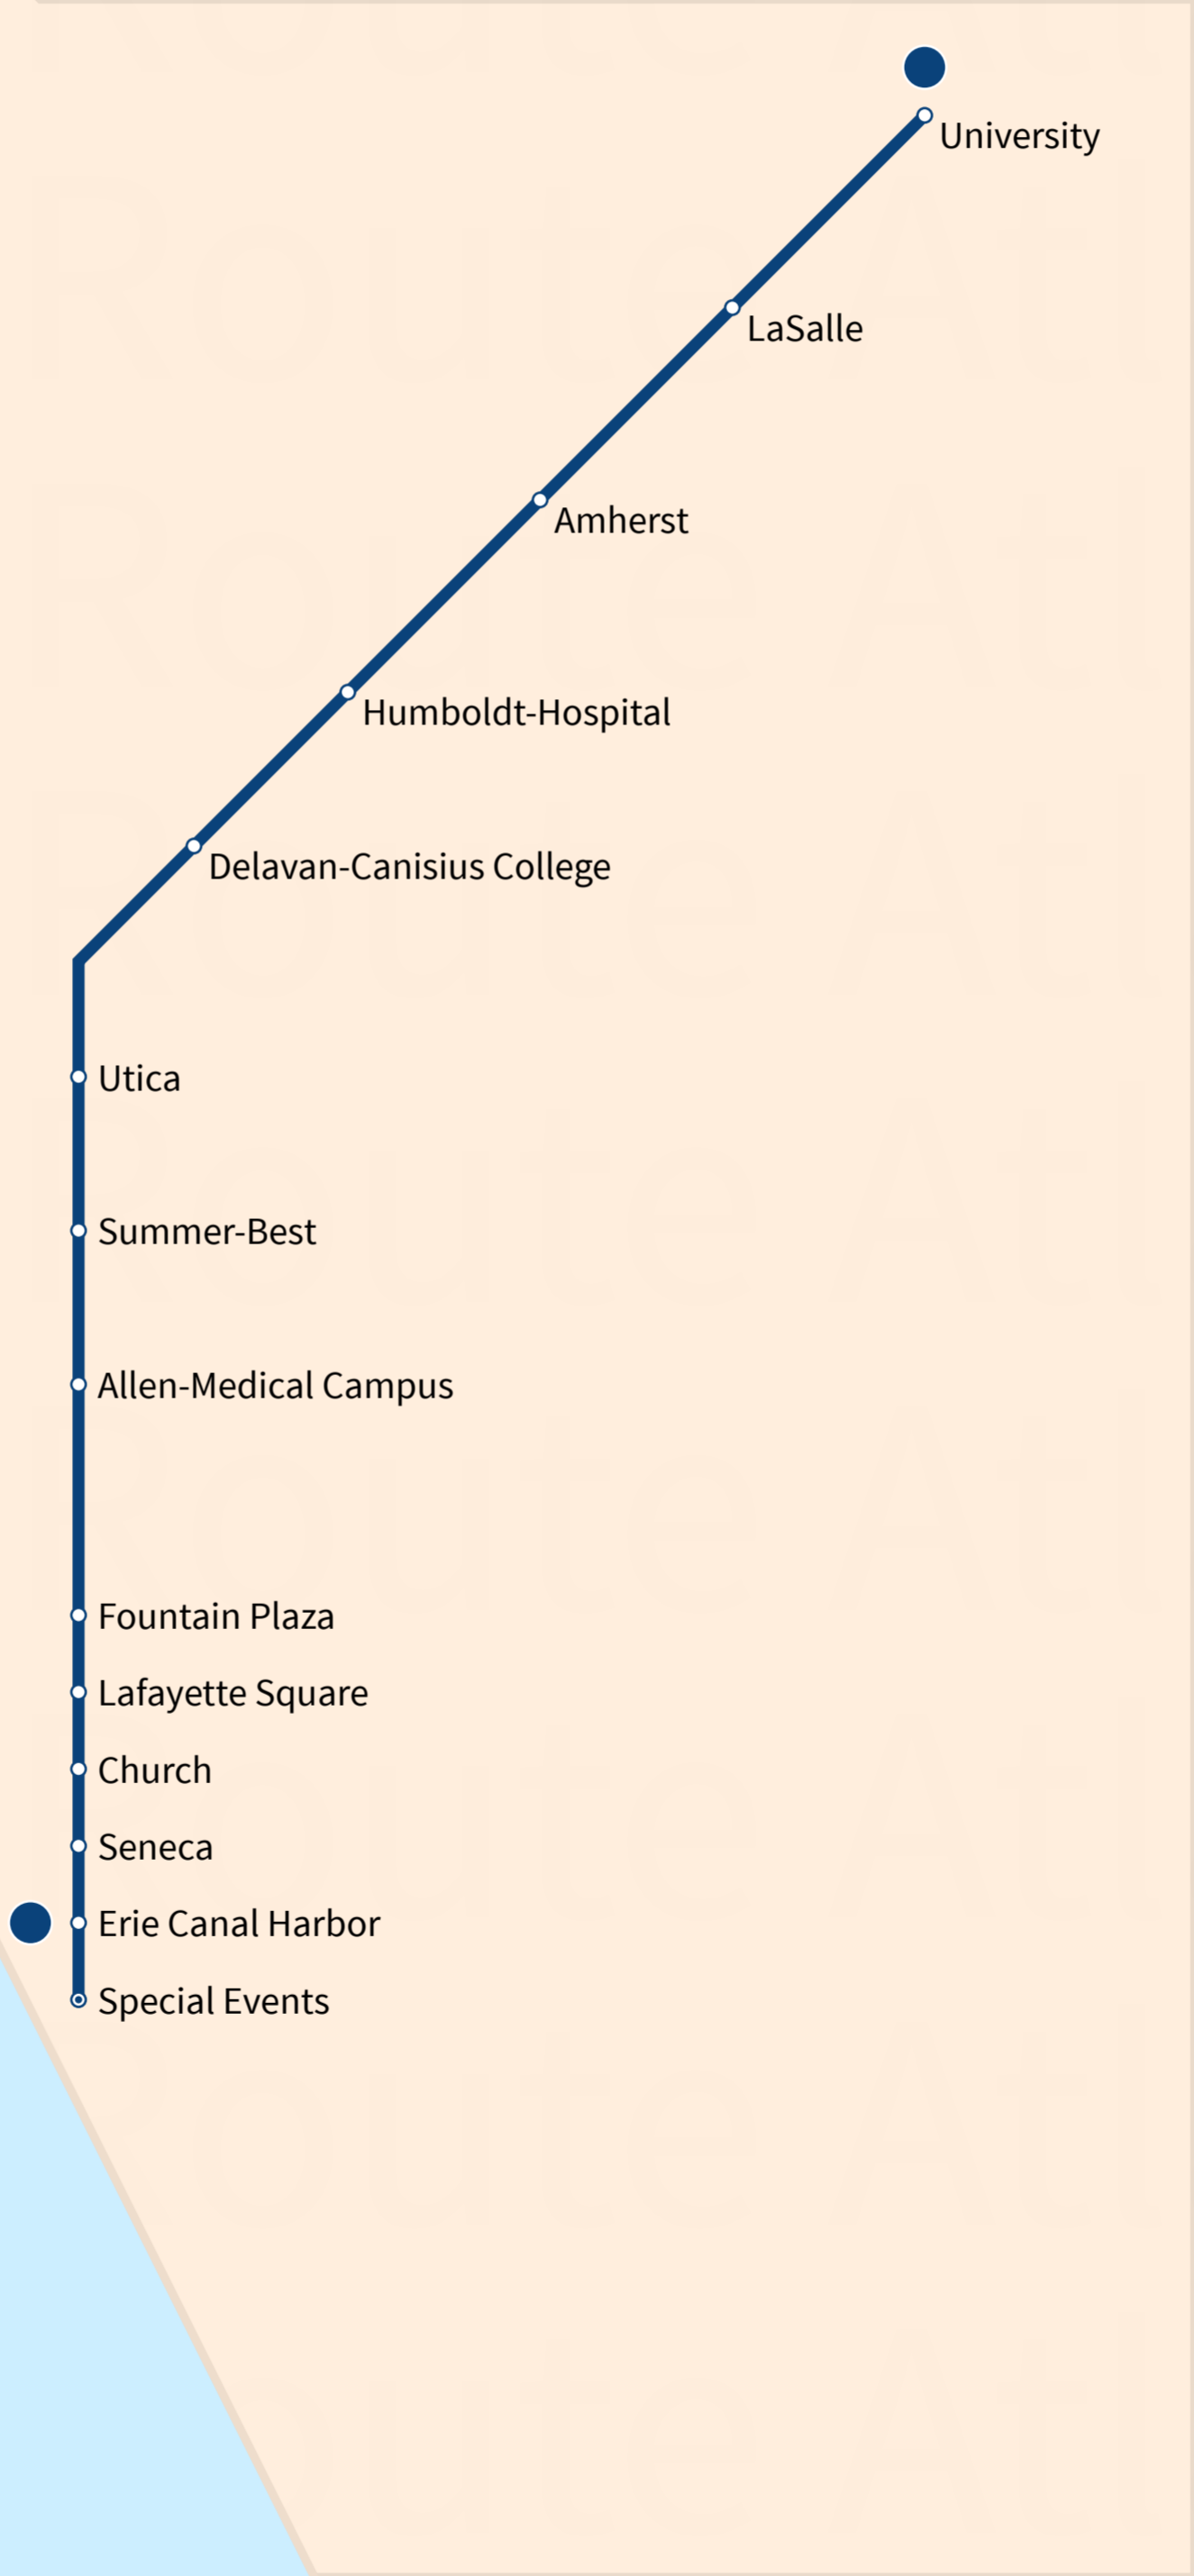 University
LaSalle
Amherst
Humboldt-Hospital
Delavan-Canisius College
Utica
Summer-Best
Allen-Medical Campus
Fountain Plaza
Lafayette Square
Church
Seneca
Erie Canal Harbor
Special Events